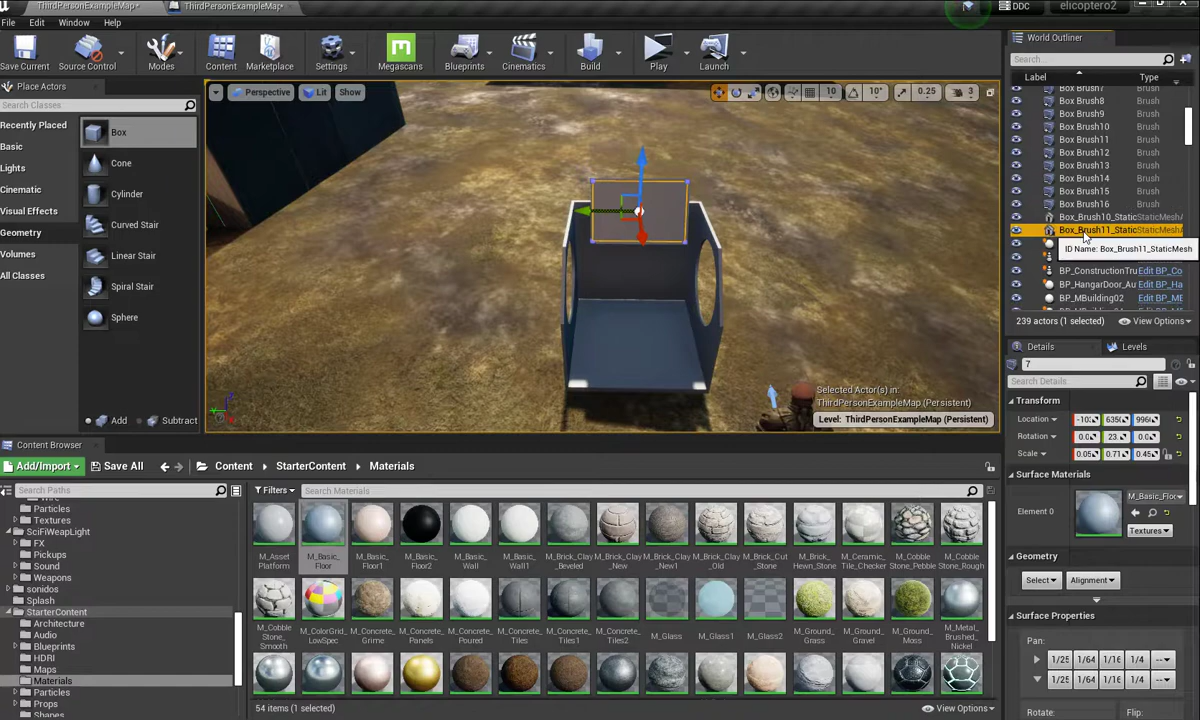 ThirdPersonExampleMap*
ThirdPersonExampleMap*
DDC
elicoptero2
File Edit Window Help
Save Current
Source Control
Modes
Content
Marketplace
Settings
Megascans
Blueprints
Cinematics
Build
Play
Launch
Place Actors
Search Classes
Recently Placed
Basic
Lights
Cinematic
Visual Effects
Geometry
Volumes
All Classes
Box
Cone
Cylinder
Curved Stair
Linear Stair
Spiral Stair
Sphere
Add
Subtract
Perspective
Lit
Show
10
10°
0.25
3
Selected Actor(s) in:
ThirdPersonExampleMap (Persistent)
Level: ThirdPersonExampleMap (Persistent)
World Outliner
Search...
Label
Type
Box Brush7 Brush
Box Brush8 Brush
Box Brush9 Brush
Box Brush10 Brush
Box Brush11 Brush
Box Brush12 Brush
Box Brush13 Brush
Box Brush14 Brush
Box Brush15 Brush
Box Brush16 Brush
Box_Brush10_Static StaticMesh
Box_Brush11_Static StaticMesh
ID Name: Box_Brush11_StaticMesh
BP_ConstructionTru Edit BP_Co
BP_HangarDoor_Au Edit BP_Ha
BP_MBuilding02 Edit BP_ME
239 actors (1 selected)
View Options
Details
Levels
7
Search Details
Transform
Location
Rotation
Scale
Surface Materials
Element 0
M_Basic_Floor
Textures
Geometry
Select
Alignment
Surface Properties
Pan:
1/25 1/64 1/16 1/4 --
1/25 1/64 1/16 1/4 --
Rotate:
Flip:
Content Browser
Add/Import
Save All
Content
StarterContent
Materials
Search Paths
Particles
Textures
SciFiWeapLight
FX
Pickups
Sound
Weapons
sonidos
Splash
StarterContent
Architecture
Audio
Blueprints
HDRI
Maps
Materials
Particles
Props
Shapes
Filters
Search Materials
M_Asset Platform
M_Basic_Floor
M_Basic_Floor1
M_Basic_Floor2
M_Basic_Wall
M_Basic_Wall1
M_Brick_Clay_Beveled
M_Brick_Clay_New
M_Brick_Clay_New1
M_Brick_Clay_Old
M_Brick_Cut_Stone
M_Brick_Hewn_Stone
M_Ceramic_Tile_Checker
M_Cobble Stone_Pebble
M_Cobble Stone_Rough
M_Cobble Stone_Smooth
M_ColorGrid_LowSpec
M_Concrete_Grime
M_Concrete_Panels
M_Concrete_Poured
M_Concrete_Tiles
M_Concrete_Tiles1
M_Concrete_Tiles2
M_Glass
M_Glass1
M_Glass2
M_Ground_Grass
M_Ground_Gravel
M_Ground_Moss
M_Metal_Brushed_Nickel
54 items (1 selected)
View Options